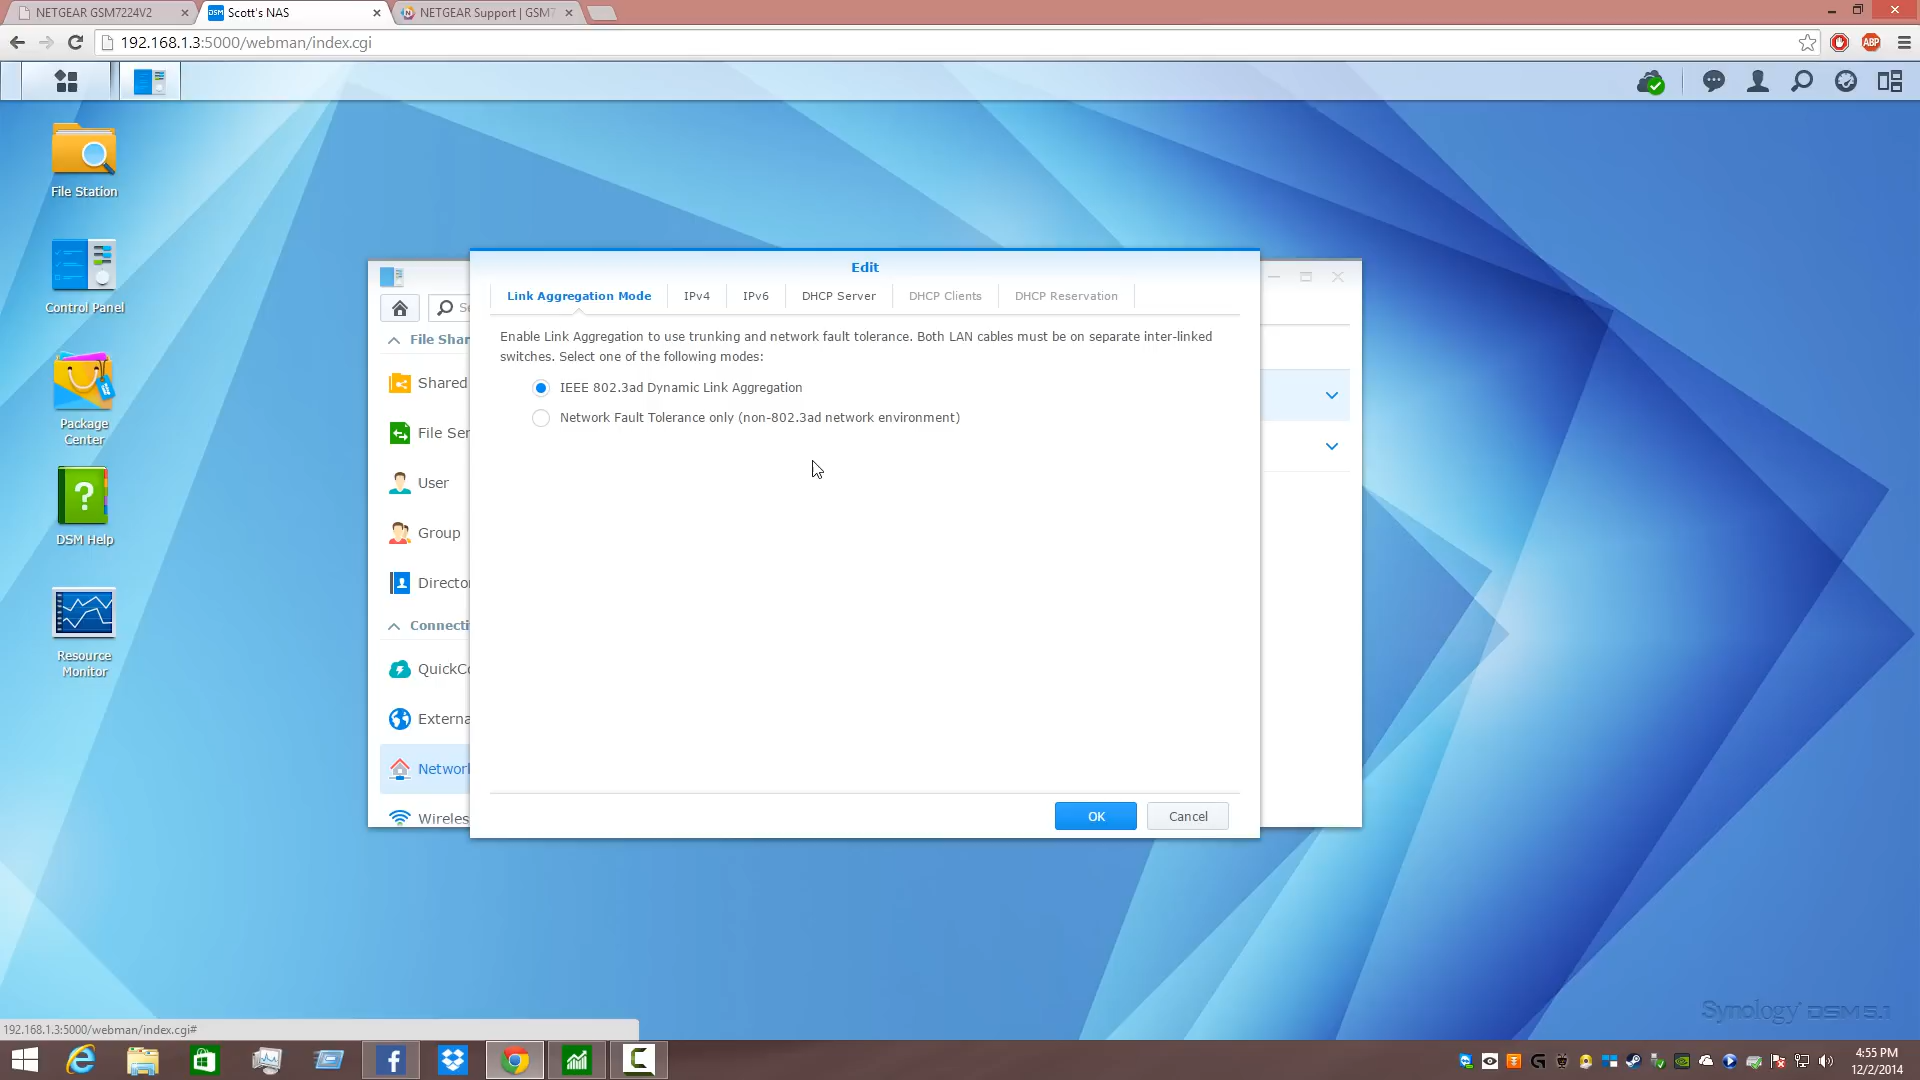 NETGEAR GSM7224V2
Scott's NAS
NETGEAR Support | GSM7
192.168.1.3:5000/webman/index.cgi
ABP
File Station
Control Panel
Package
Center
DSM Help
Resource
Monitor
File Shar
Shared
File Ser
User
Group
Directo
Connecti
QuickCo
Externa
Network
Wireles
Edit
Link Aggregation Mode
IPv4
IPv6
DHCP Server
DHCP Clients
DHCP Reservation
Enable Link Aggregation to use trunking and network fault tolerance. Both LAN cables must be on separate inter-linked
switches. Select one of the following modes:
IEEE 802.3ad Dynamic Link Aggregation
Network Fault Tolerance only (non-802.3ad network environment)
OK
Cancel
Synology DSM 5.1
192.168.1.3:5000/webman/index.cgi#
4:55 PM
12/2/2014